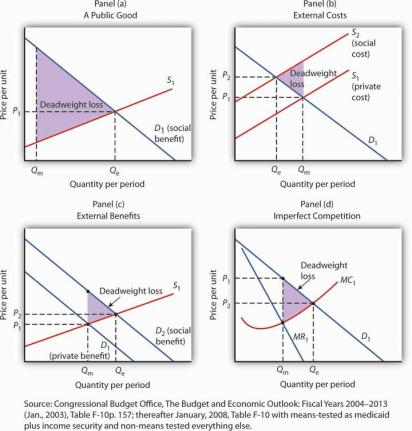 Panel (a)
A Public Good
Price per unit
S1
Deadweight loss
P1
D1 (social
benefit)
Qm
Qe
Quantity per period
Panel (b)
External Costs
Price per unit
S2
(social
cost)
P2
Deadweight
loss
S1
(private
cost)
P1
D1
Qe
Qm
Quantity per period
Panel (c)
External Benefits
Price per unit
S1
Deadweight loss
P2
P1
D2 (social
benefit)
D1
(private benefit)
Qm
Qe
Quantity per period
Panel (d)
Imperfect Competition
Price per unit
Deadweight
loss
MC1
P1
P2
MR1
D1
Qm
Qe
Quantity per period
Source: Congressional Budget Office, The Budget and Economic Outlook: Fiscal Years 2004–2013
(Jan., 2003), Table F-10p. 157; thereafter January, 2008, Table F-10 with means-tested as medicaid
plus income security and non-means tested everything else.